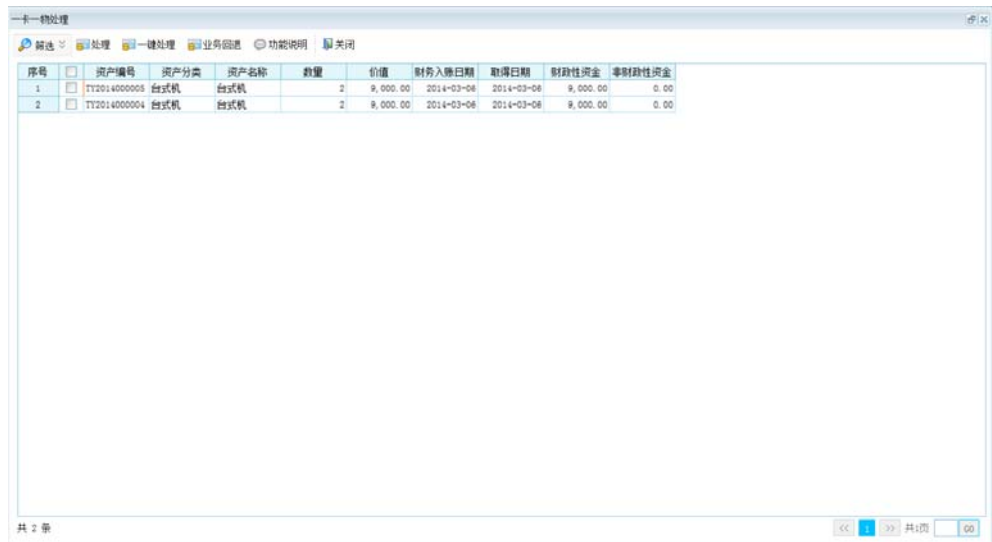 一卡一物处理
筛选 处理 一键处理 业务回退 功能说明 关闭
序号 资产编号 资产分类 资产名称 数量 价值 财务入账日期 取得日期 财政性资金 非财政性资金
1 TY2014000005 台式机 台式机 2 9,000.00 2014-03-06 2014-03-06 9,000.00 0.00
2 TY2014000004 台式机 台式机 2 9,000.00 2014-03-06 2014-03-06 9,000.00 0.00
共 2 条 << 1 >> 共1页 GO